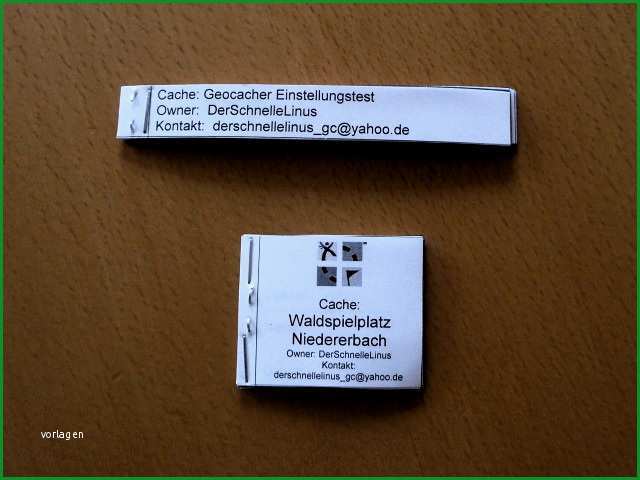 Cache: Geocacher Einstellungstest
Owner: DerSchnelleLinus
Kontakt: derschnellelinus_gc@yahoo.de
Cache:
Waldspielplatz
Niedererbach
Owner: DerSchnelleLinus
Kontakt:
derschnellelinus_gc@yahoo.de
vorlagen